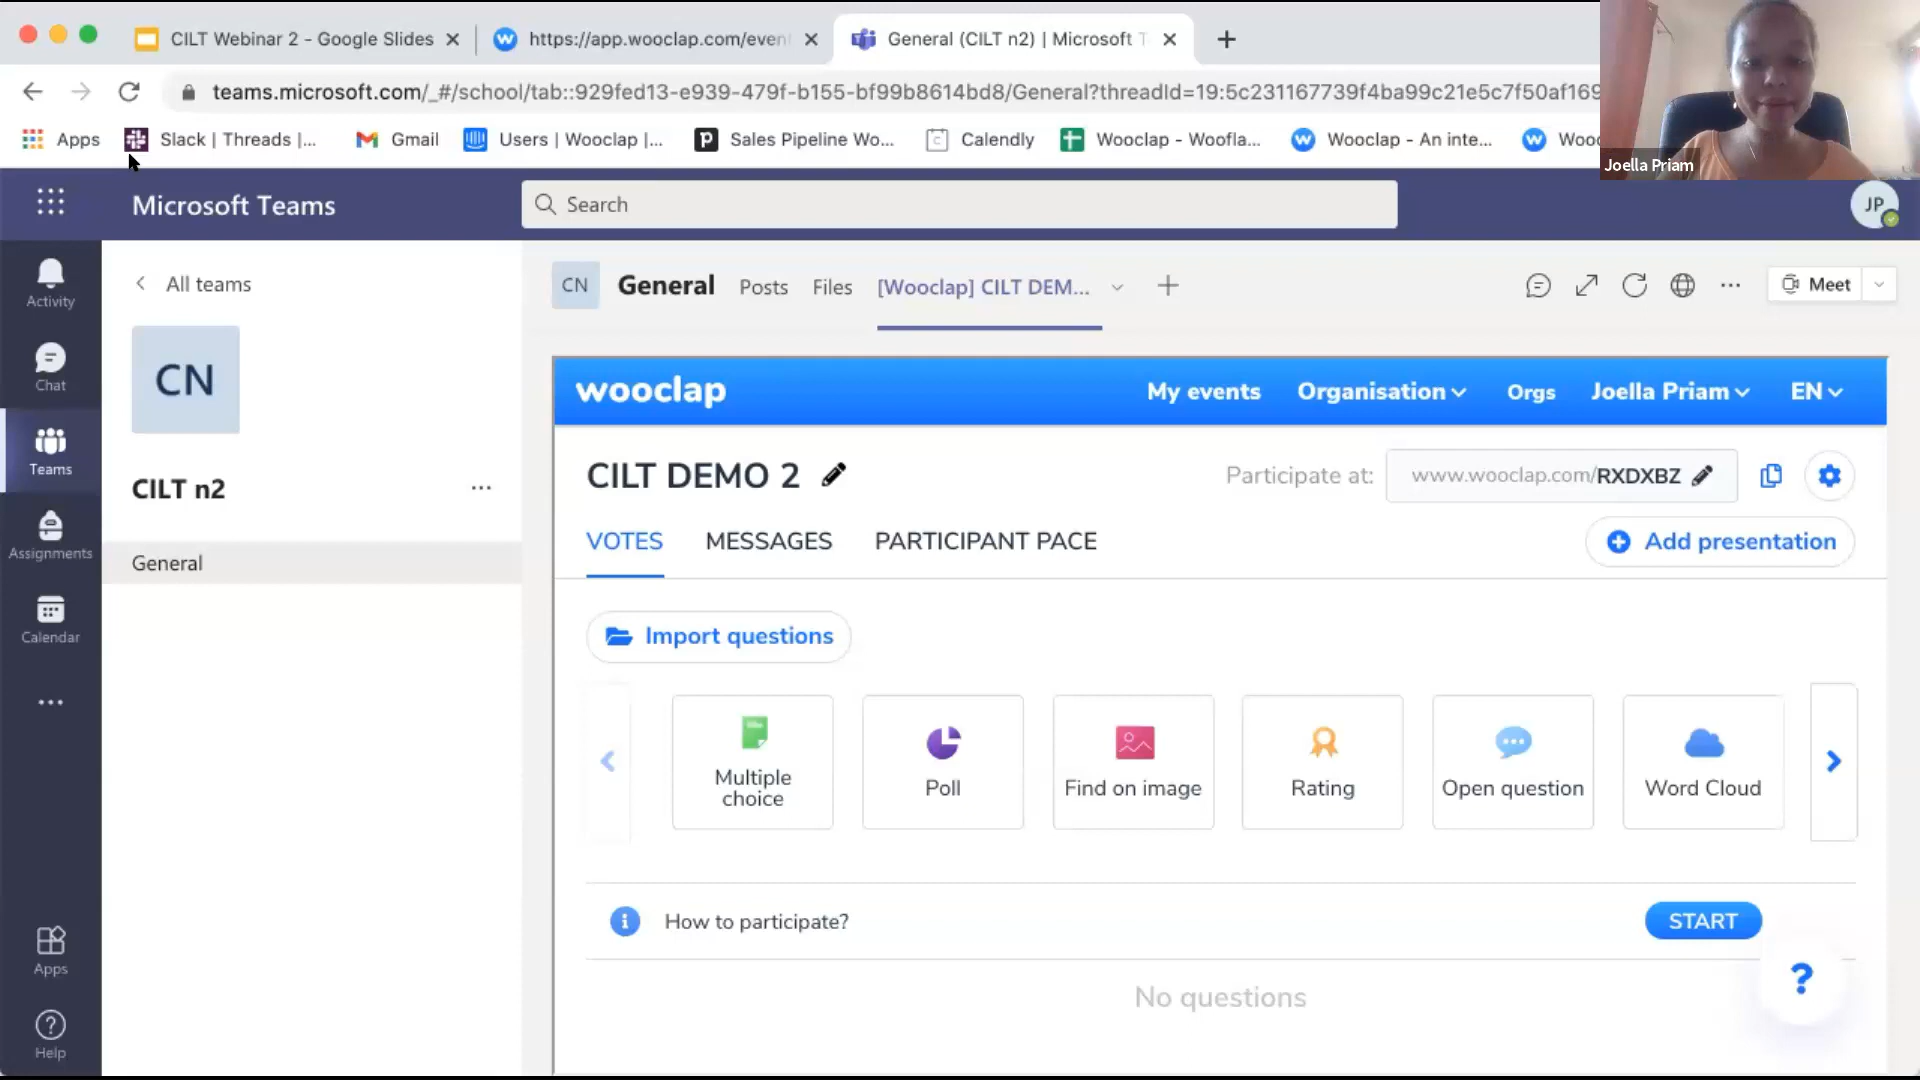 CILT Webinar 2 - Google Slides
https://app.wooclap.com/even
General (CILT n2) | Microsoft T
teams.microsoft.com/_#/school/tab::929fed13-e939-479f-b155-bf99b8614bd8/General?threadId=19:5c231167739f4ba99c21e5c7f50af169
Apps
Slack | Threads |...
Gmail
Users | Wooclap |...
Sales Pipeline Wo...
Calendly
Wooclap - Woofla...
Wooclap - An inte...
Wooc
Joella Priam
Microsoft Teams
Search
JP
Activity
Chat
Teams
Assignments
Calendar
Apps
Help
All teams
CN
CILT n2
General
CN
General
Posts
Files
[Wooclap] CILT DEM...
Meet
wooclap
My events
Organisation
Orgs
Joella Priam
EN
CILT DEMO 2
Participate at:
www.wooclap.com/RXDXBZ
VOTES
MESSAGES
PARTICIPANT PACE
Add presentation
Import questions
Multiple
choice
Poll
Find on image
Rating
Open question
Word Cloud
How to participate?
START
No questions
?